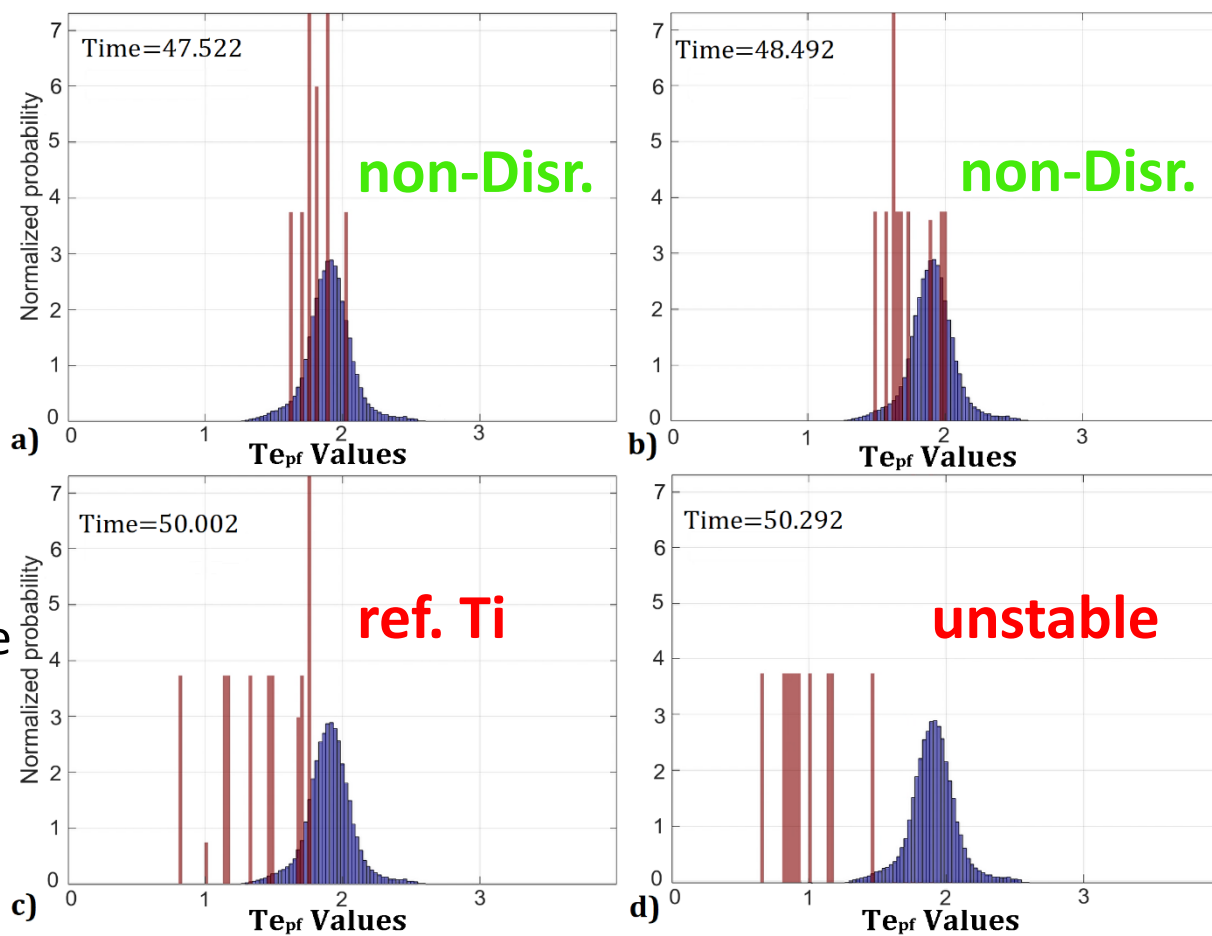 7
6
5
4
3
2
1
0
Normalized probability
Time=47.522
non-Disr.
0 1 2 3
a)
Tepf Values
7
6
5
4
3
2
1
0
Time=48.492
non-Disr.
0 1 2 3
b)
Tepf Values
7
6
5
4
3
2
1
0
e
Normalized probability
Time=50.002
ref. Ti
0 1 2 3
c)
Tepf Values
7
6
5
4
3
2
1
0
Time=50.292
unstable
0 1 2 3
d)
Tepf Values